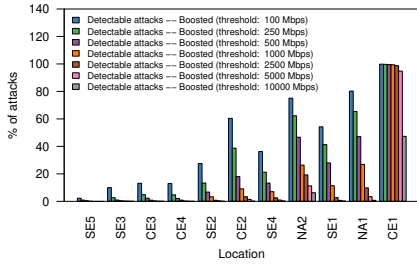 140
120
100
80
60
40
20
0
% of attacks
Detectable attacks −− Boosted (threshold: 100 Mbps)
Detectable attacks −− Boosted (threshold: 250 Mbps)
Detectable attacks −− Boosted (threshold: 500 Mbps)
Detectable attacks −− Boosted (threshold: 1000 Mbps)
Detectable attacks −− Boosted (threshold: 2500 Mbps)
Detectable attacks −− Boosted (threshold: 5000 Mbps)
Detectable attacks −− Boosted (threshold: 10000 Mbps)
SE5
SE3
CE3
CE4
SE2
CE2
SE4
NA2
SE1
NA1
CE1
Location